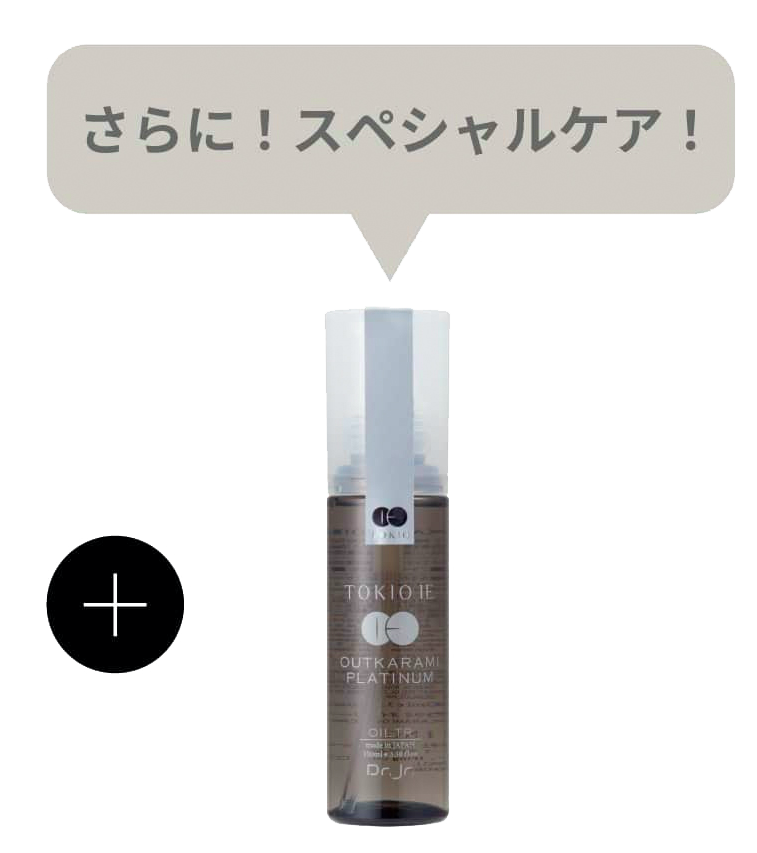 さらに！スペシャルケア！
TOKIO
TOKIO IE
OUTKARAMI
PLATINUM
OIL TR
made in JAPAN
Dr.Jr